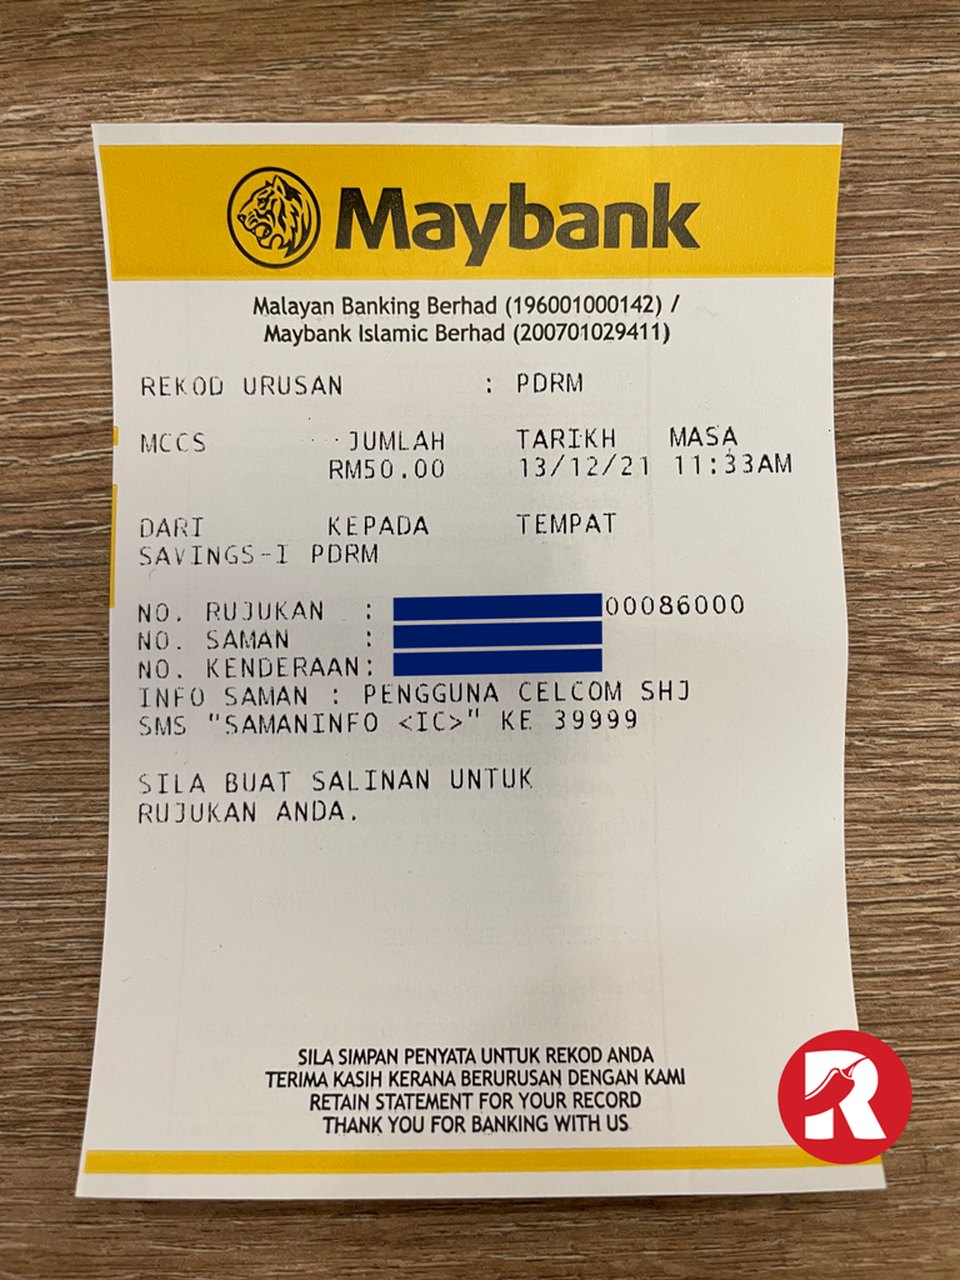 Maybank
Malayan Banking Berhad (196001000142) /
Maybank Islamic Berhad (200701029411)
REKOD URUSAN : PDRM
MCCS JUMLAH TARIKH MASA
RM50.00 13/12/21 11:33AM
DARI KEPADA TEMPAT
SAVINGS-I PDRM
NO. RUJUKAN : 00086000
NO. SAMAN :
NO. KENDERAAN:
INFO SAMAN : PENGGUNA CELCOM SHJ
SMS "SAMANINFO <IC>" KE 39999
SILA BUAT SALINAN UNTUK
RUJUKAN ANDA.
SILA SIMPAN PENYATA UNTUK REKOD ANDA
TERIMA KASIH KERANA BERURUSAN DENGAN KAMI
RETAIN STATEMENT FOR YOUR RECORD
THANK YOU FOR BANKING WITH US
R